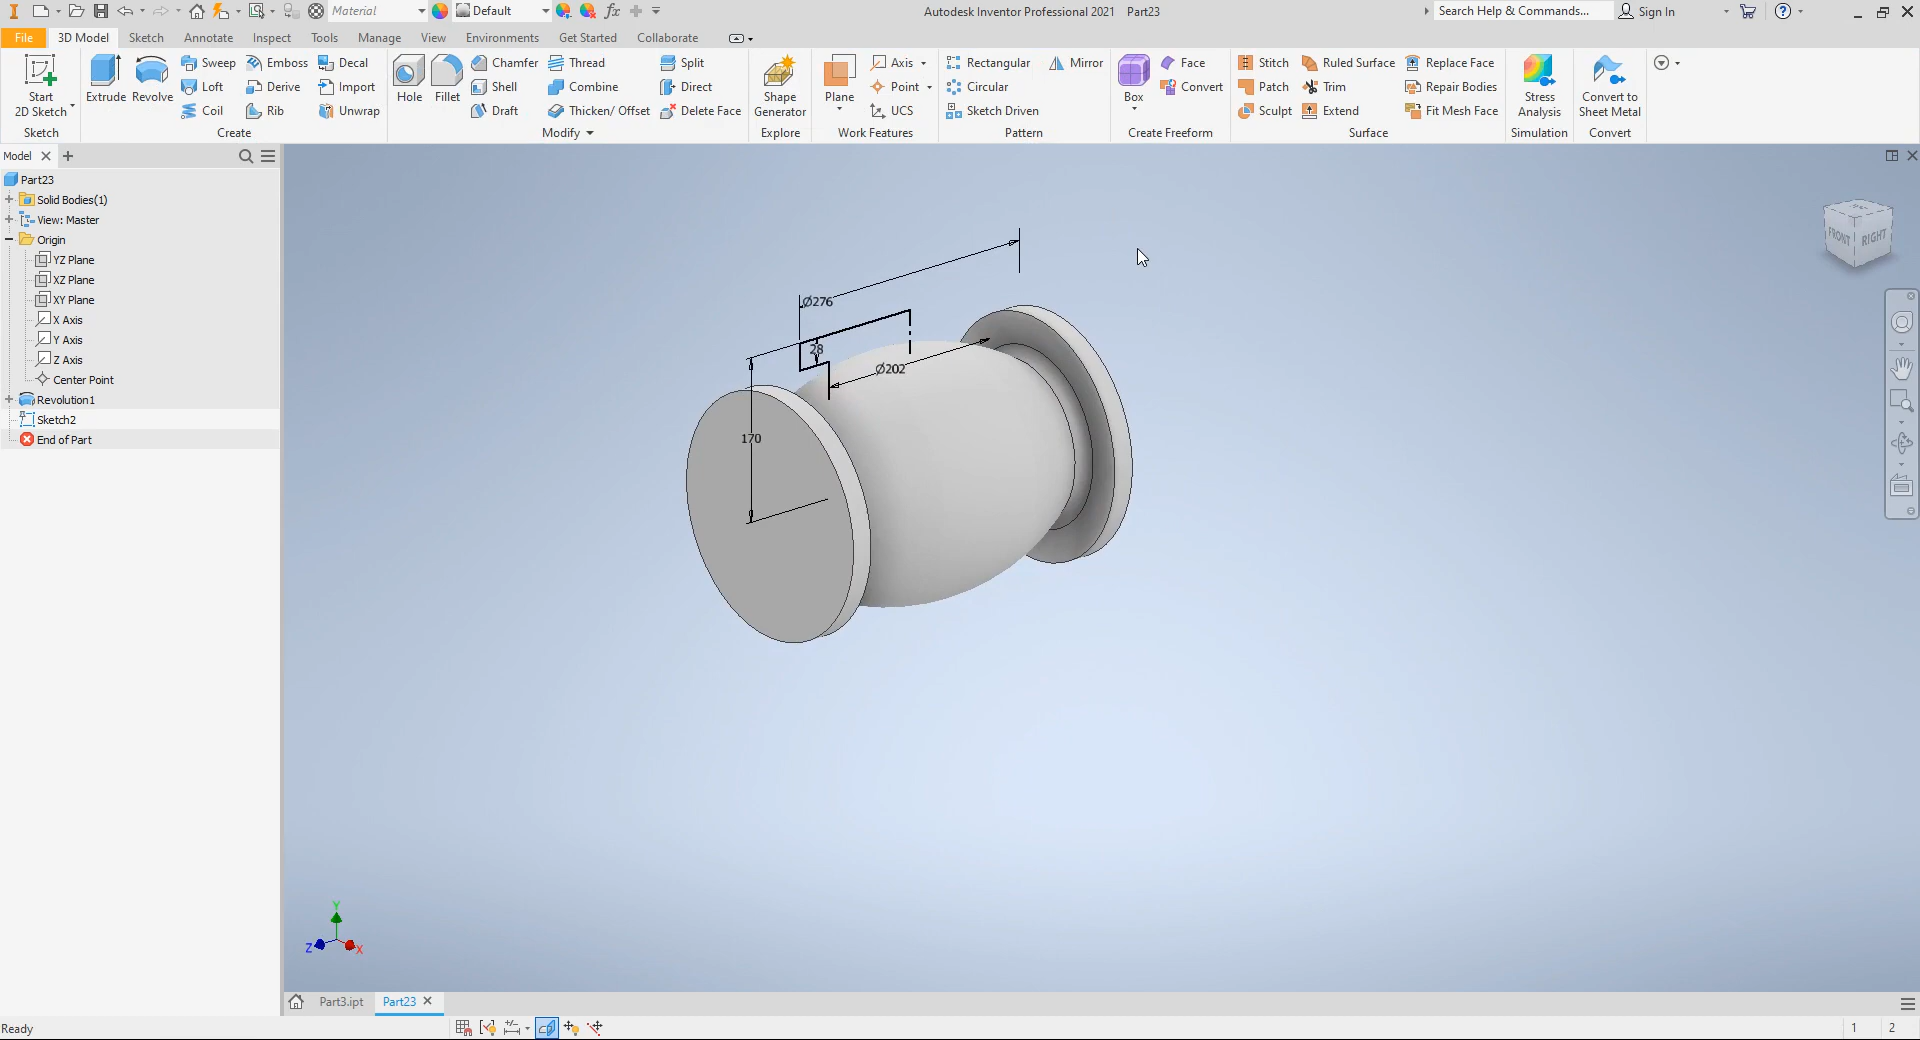 Material
Default
fx
Autodesk Inventor Professional 2021 Part23
Search Help & Commands...
Sign In
File 3D Model Sketch Annotate Inspect Tools Manage View Environments Get Started Collaborate
Start 2D Sketch
Extrude
Revolve
Sweep
Loft
Coil
Emboss
Derive
Rib
Decal
Import
Unwrap
Hole
Fillet
Chamfer
Shell
Draft
Thread
Combine
Thicken/ Offset
Split
Direct
Delete Face
Shape Generator
Plane
Axis
Point
UCS
Rectangular
Circular
Sketch Driven
Mirror
Box
Face
Convert
Stitch
Patch
Sculpt
Ruled Surface
Trim
Extend
Replace Face
Repair Bodies
Fit Mesh Face
Stress Analysis
Convert to Sheet Metal
Sketch
Create
Modify
Explore
Work Features
Pattern
Create Freeform
Surface
Simulation
Convert
Model
Part23
Solid Bodies(1)
View: Master
Origin
YZ Plane
XZ Plane
XY Plane
X Axis
Y Axis
Z Axis
Center Point
Revolution1
Sketch2
End of Part
Ø276
28
Ø202
170
FRONT
RIGHT
Y
Z
X
Part3.ipt
Part23
Ready
1 2